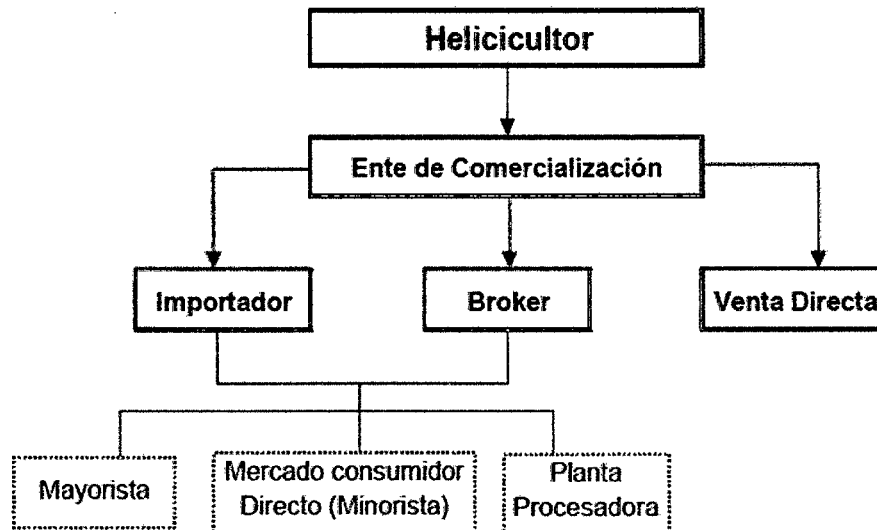 Helicicultor
Ente de Comercialización
Importador
Broker
Venta Directa
Mayorista
Mercado consumidor
Directo (Minorista)
Planta
Procesadora